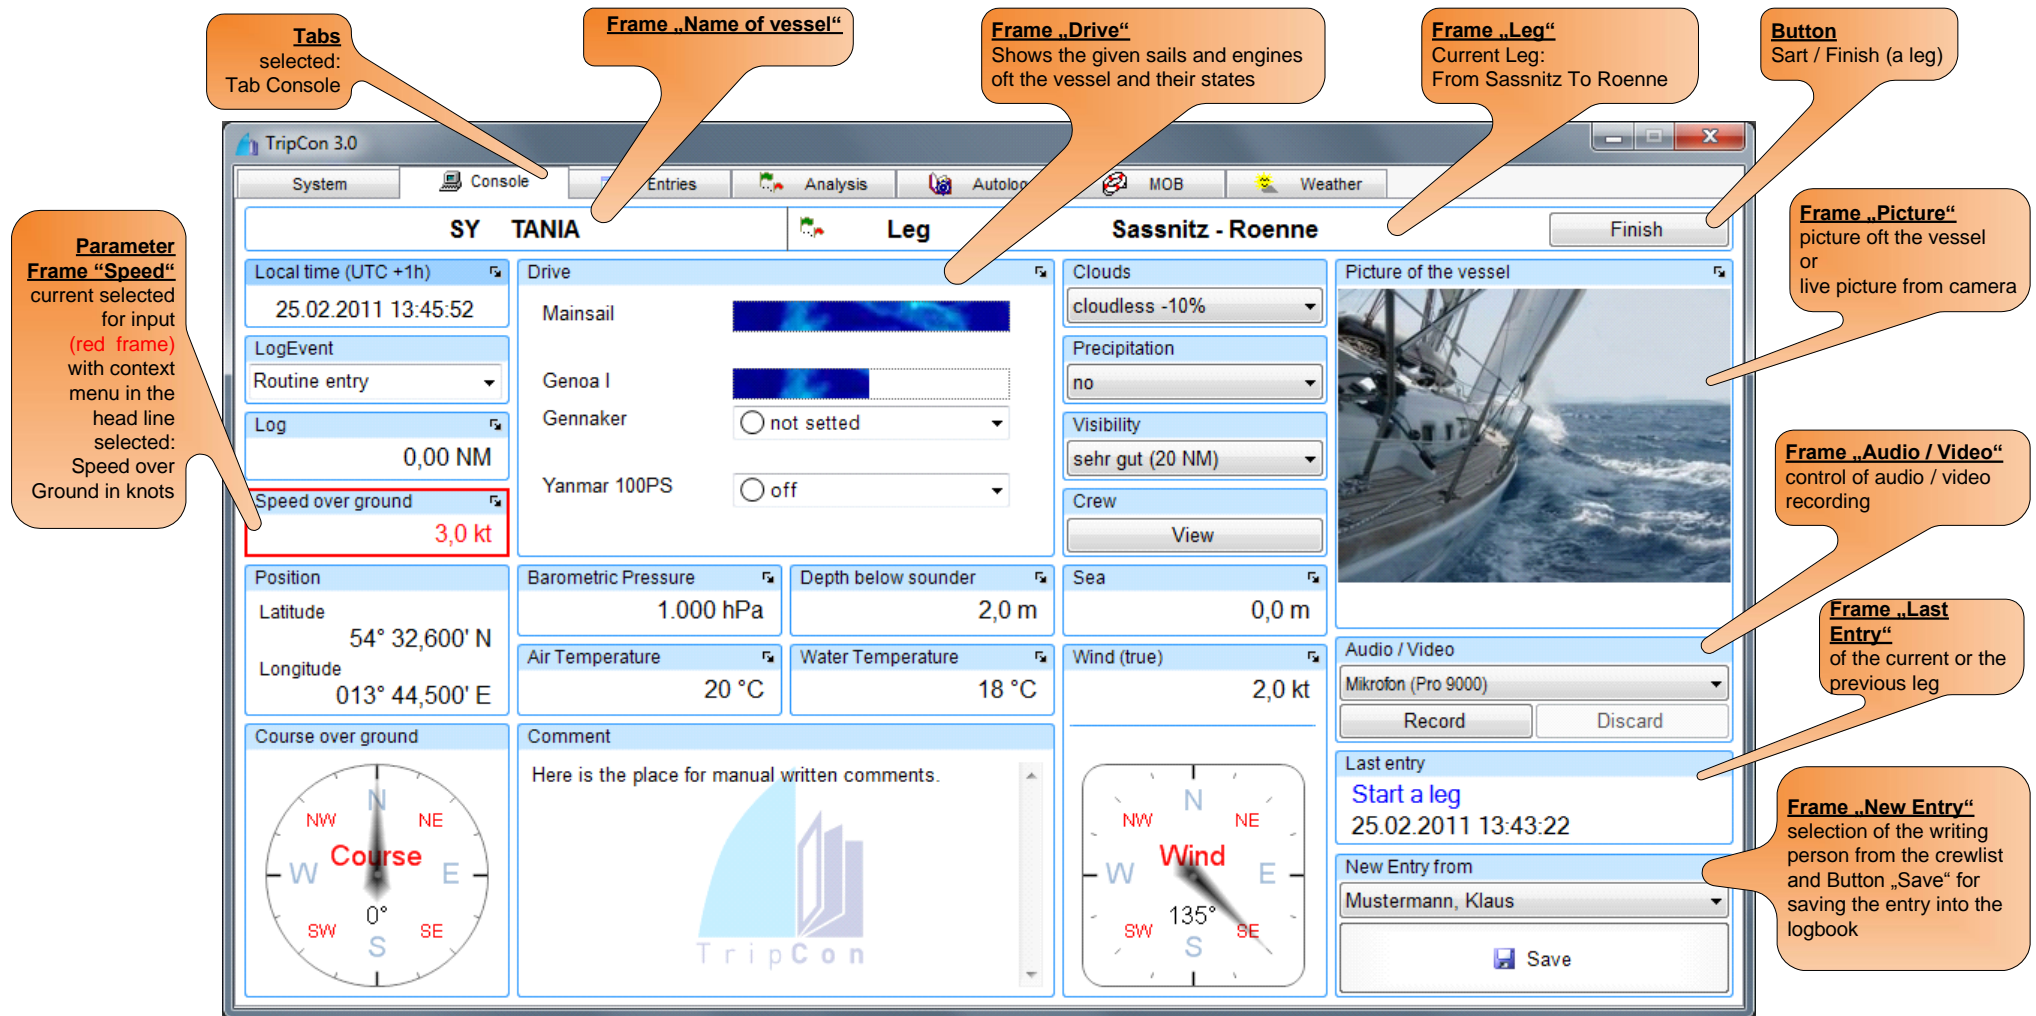 Tabs
selected:
Tab Console
Frame „Name of vessel“
Frame „Drive“
Shows the given sails and engines
oft the vessel and their states
Frame „Leg“
Current Leg:
From Sassnitz To Roenne
Button
Sart / Finish (a leg)
TripCon 3.0
System
Console
Entries
Analysis
Autolog
MOB
Weather
SY TANIA
Leg
Sassnitz - Roenne
Finish
Parameter
Frame “Speed“
current selected
for input
(red frame)
with context
menu in the
head line
selected:
Speed over
Ground in knots
Local time (UTC +1h)
25.02.2011 13:45:52
LogEvent
Routine entry
Log
0,00 NM
Speed over ground
3,0 kt
Drive
Mainsail
Genoa I
Gennaker
not setted
Yanmar 100PS
off
Clouds
cloudless -10%
Precipitation
no
Visibility
sehr gut (20 NM)
Crew
View
Picture of the vessel
Frame „Picture“
picture oft the vessel
or
live picture from camera
Frame „Audio / Video“
control of audio / video
recording
Position
Latitude
54° 32,600' N
Longitude
013° 44,500' E
Barometric Pressure
1.000 hPa
Depth below sounder
2,0 m
Sea
0,0 m
Air Temperature
20 °C
Water Temperature
18 °C
Wind (true)
2,0 kt
Audio / Video
Mikrofon (Pro 9000)
Record
Discard
Frame „Last
Entry“
of the current or the
previous leg
Course over ground
N
NW NE
Course
W E
0°
SW SE
S
Comment
Here is the place for manual written comments.
TripCon
N
NW NE
Wind
W E
135°
SW SE
S
Last entry
Start a leg
25.02.2011 13:43:22
New Entry from
Mustermann, Klaus
Save
Frame „New Entry“
selection of the writing
person from the crewlist
and Button „Save“ for
saving the entry into the
logbook